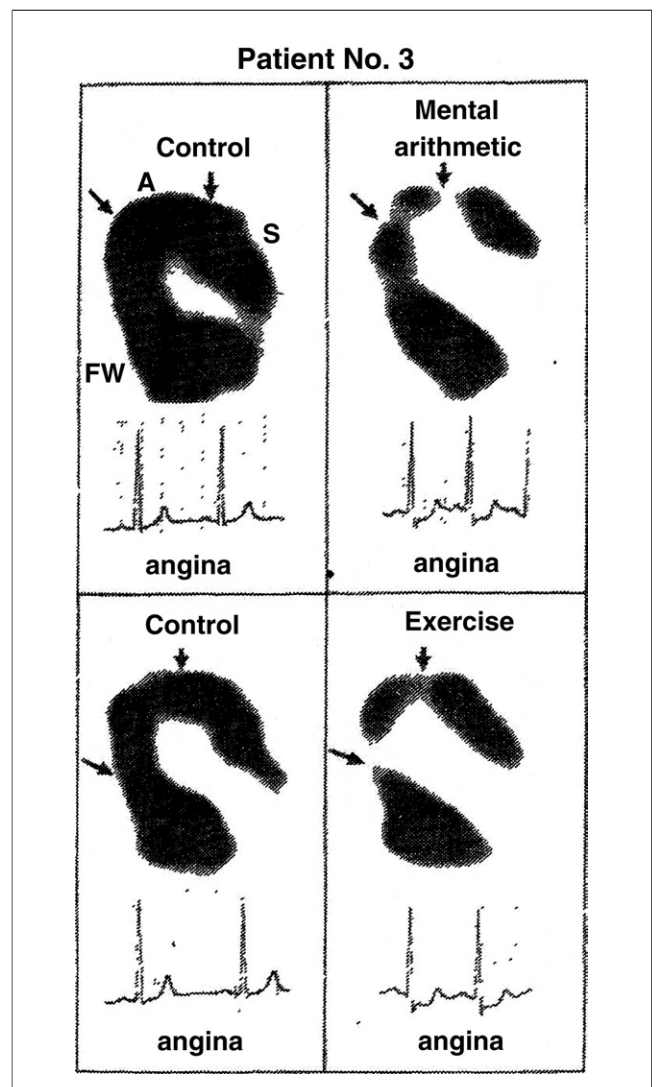 Patient No. 3
Control
A
S
FW
angina
Mental
arithmetic
angina
Control
angina
Exercise
angina